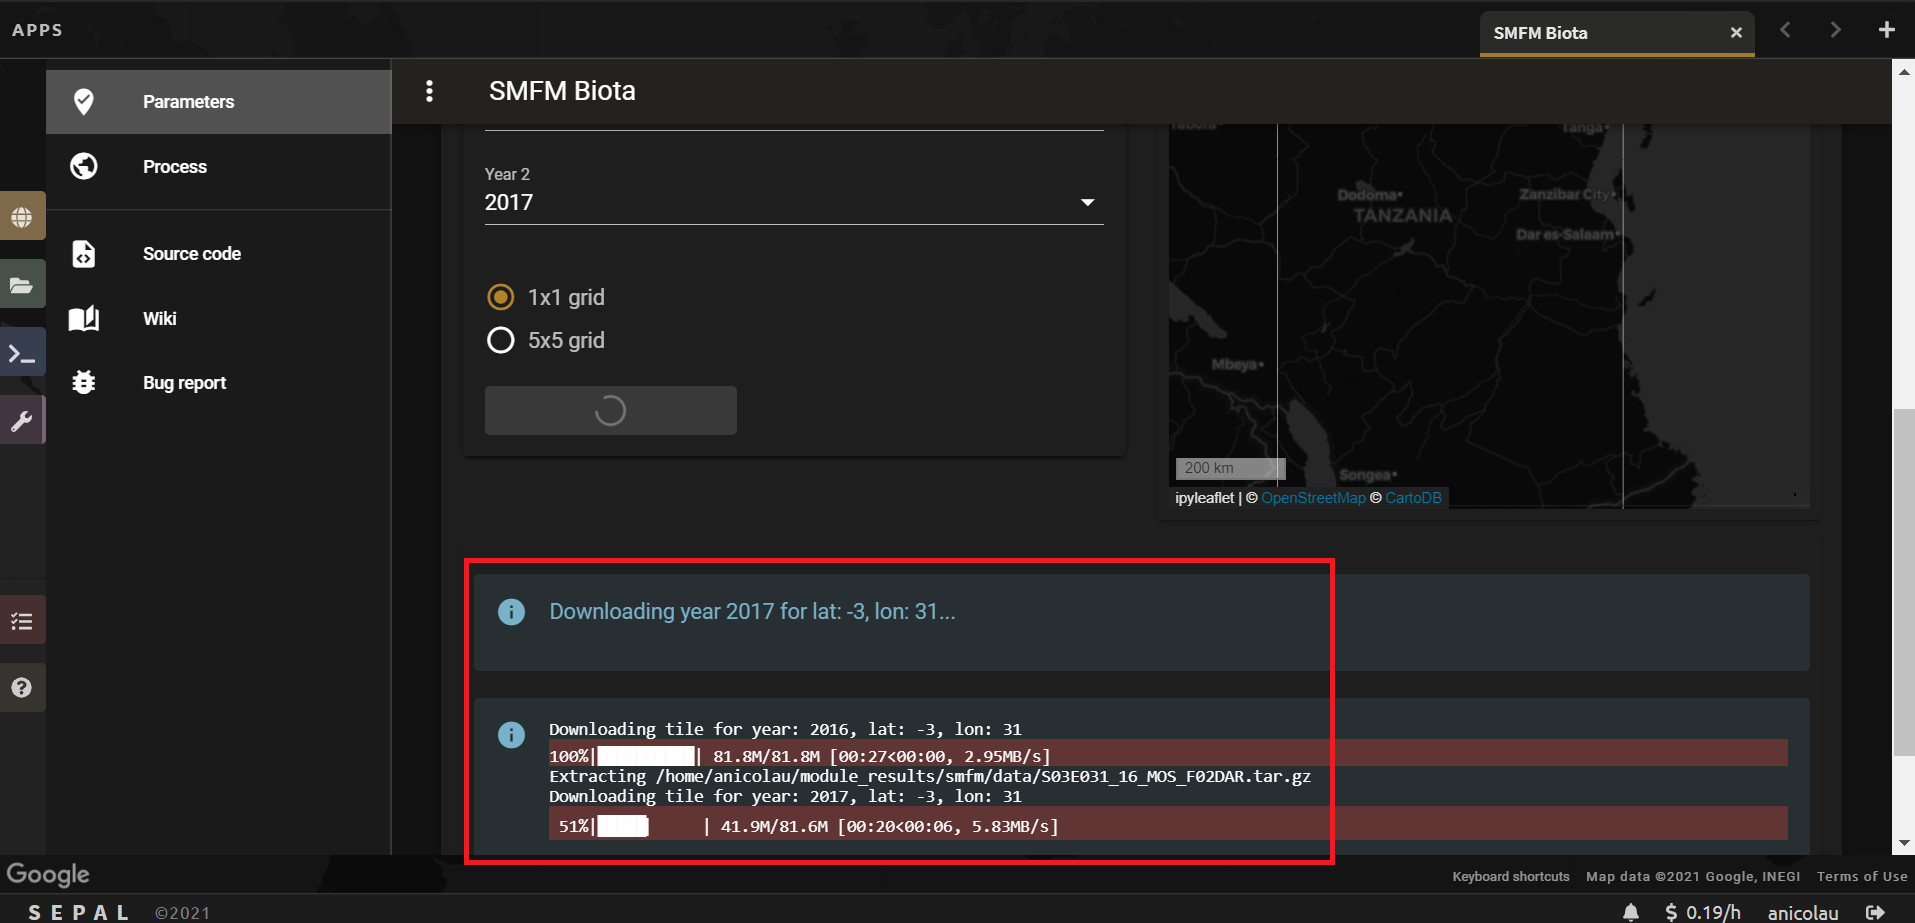 APPS
SMFM Biota
Parameters
SMFM Biota
Process
Year 2
2017
Source code
1x1 grid
Wiki
5x5 grid
Bug report
Tabora
Tanga
Dodoma
Zanzibar City
TANZANIA
Dar es-Salaam
Mbeya
200 km
Songea
ipyleaflet | © OpenStreetMap © CartoDB
Downloading year 2017 for lat: -3, lon: 31...
Downloading tile for year: 2016, lat: -3, lon: 31
100%|██████████| 81.8M/81.8M [00:27<00:00, 2.95MB/s]
Extracting /home/anicolau/module_results/smfm/data/S03E031_16_MOS_F02DAR.tar.gz
Downloading tile for year: 2017, lat: -3, lon: 31
51%|█████     | 41.9M/81.6M [00:20<00:06, 5.83MB/s]
Google
Keyboard shortcuts
Map data ©2021 Google, INEGI
Terms of Use
SEPAL ©2021
$ 0.19/h
anicolau